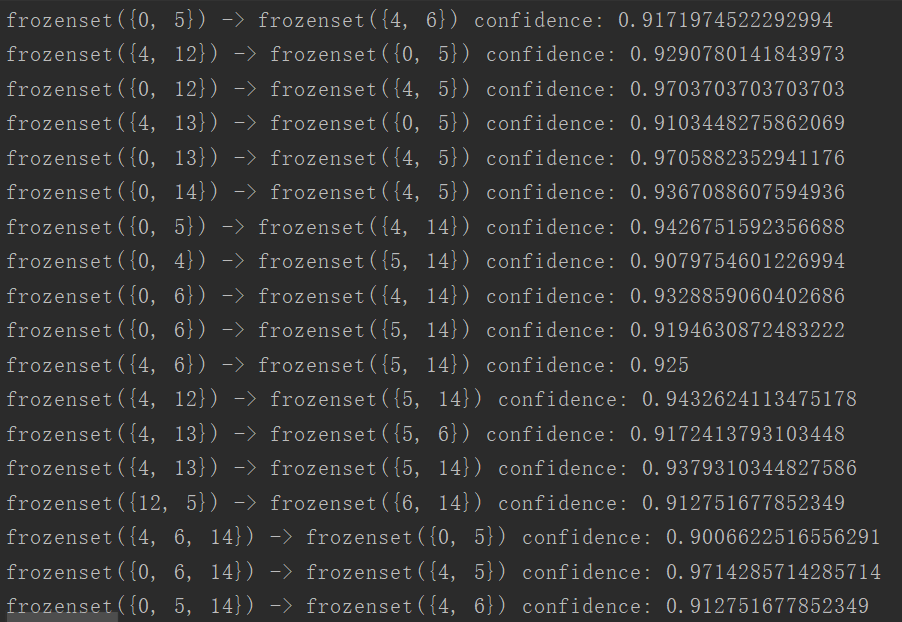 frozenset({0, 5}) -> frozenset({4, 6}) confidence: 0.9171974522292994
frozenset({4, 12}) -> frozenset({0, 5}) confidence: 0.9290780141843973
frozenset({0, 12}) -> frozenset({4, 5}) confidence: 0.9703703703703703
frozenset({4, 13}) -> frozenset({0, 5}) confidence: 0.9103448275862069
frozenset({0, 13}) -> frozenset({4, 5}) confidence: 0.9705882352941176
frozenset({0, 14}) -> frozenset({4, 5}) confidence: 0.9367088607594936
frozenset({0, 5}) -> frozenset({4, 14}) confidence: 0.9426751592356688
frozenset({0, 4}) -> frozenset({5, 14}) confidence: 0.9079754601226994
frozenset({0, 6}) -> frozenset({4, 14}) confidence: 0.9328859060402686
frozenset({0, 6}) -> frozenset({5, 14}) confidence: 0.9194630872483222
frozenset({4, 6}) -> frozenset({5, 14}) confidence: 0.925
frozenset({4, 12}) -> frozenset({5, 14}) confidence: 0.9432624113475178
frozenset({4, 13}) -> frozenset({5, 6}) confidence: 0.9172413793103448
frozenset({4, 13}) -> frozenset({5, 14}) confidence: 0.9379310344827586
frozenset({12, 5}) -> frozenset({6, 14}) confidence: 0.912751677852349
frozenset({4, 6, 14}) -> frozenset({0, 5}) confidence: 0.9006622516556291
frozenset({0, 6, 14}) -> frozenset({4, 5}) confidence: 0.9714285714285714
frozenset({0, 5, 14}) -> frozenset({4, 6}) confidence: 0.912751677852349